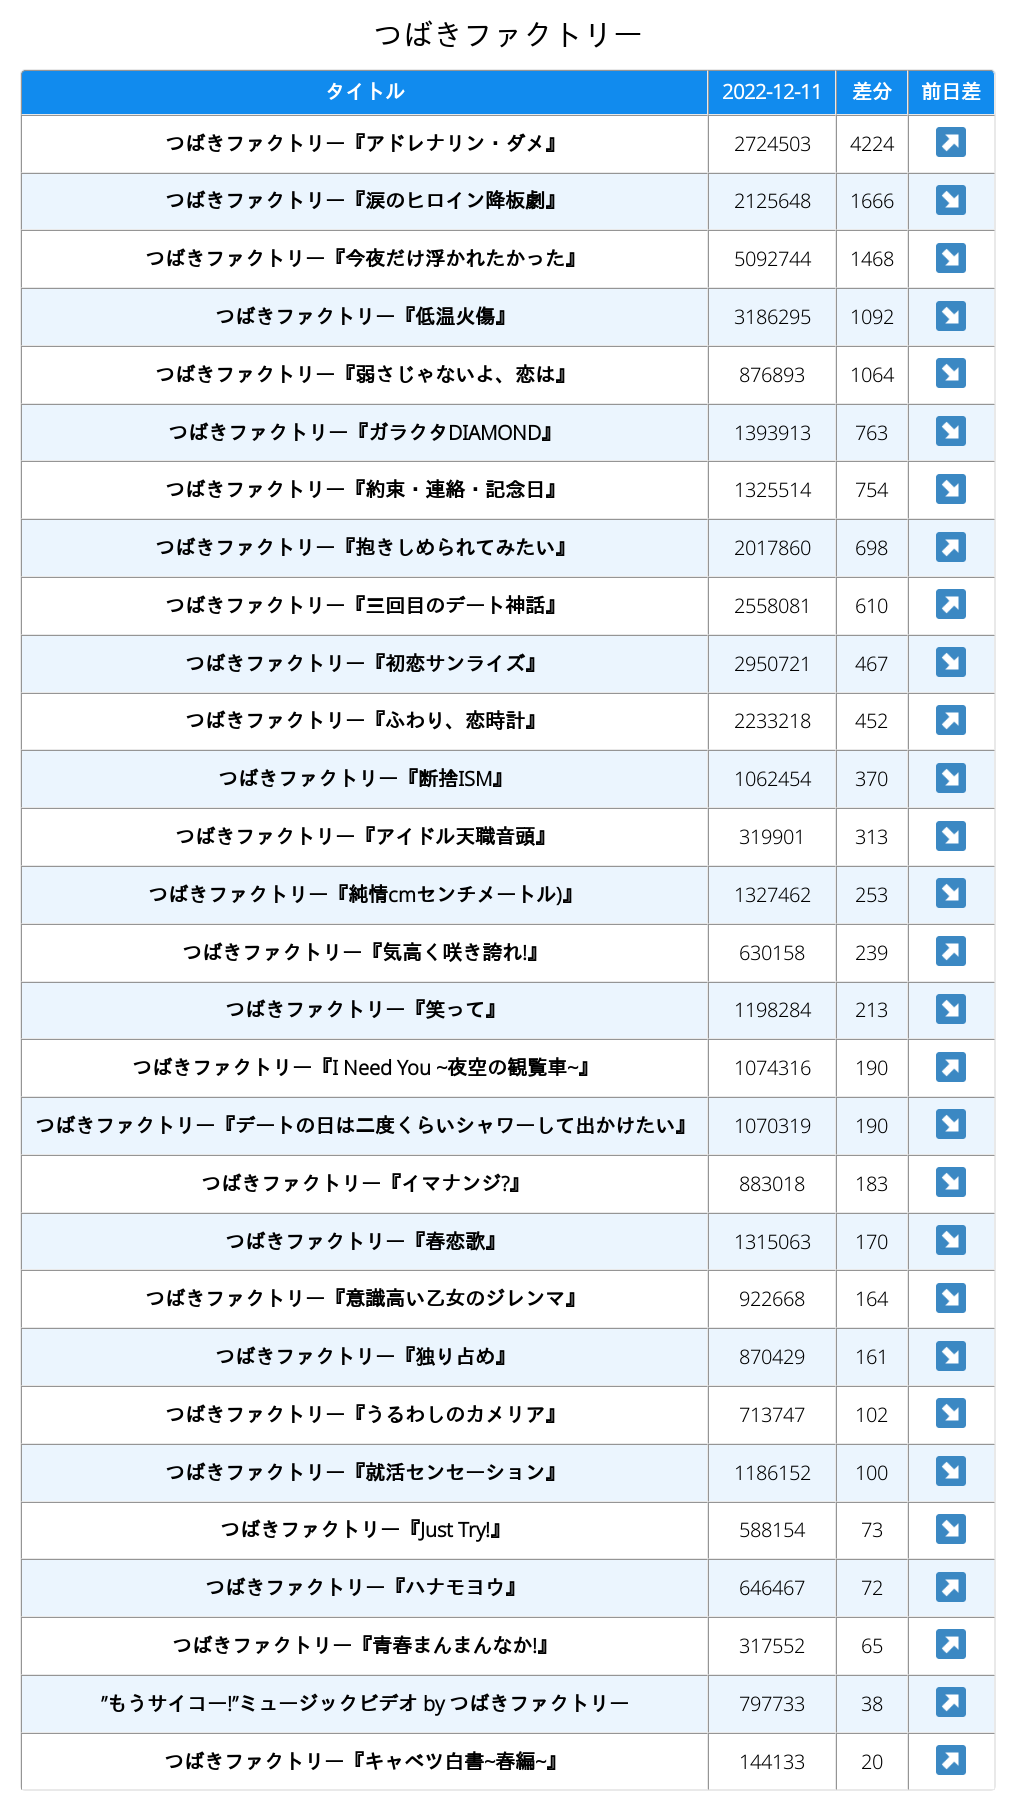 つばきファクトリー
タイトル 2022-12-11 差分 前日差
つばきファクトリー『アドレナリン・ダメ』 2724503 4224 ↗
つばきファクトリー『涙のヒロイン降板劇』 2125648 1666 ↘
つばきファクトリー『今夜だけ浮かれたかった』 5092744 1468 ↘
つばきファクトリー『低温火傷』 3186295 1092 ↘
つばきファクトリー『弱さじゃないよ、恋は』 876893 1064 ↘
つばきファクトリー『ガラクタDIAMOND』 1393913 763 ↘
つばきファクトリー『約束・連絡・記念日』 1325514 754 ↘
つばきファクトリー『抱きしめられてみたい』 2017860 698 ↗
つばきファクトリー『三回目のデート神話』 2558081 610 ↗
つばきファクトリー『初恋サンライズ』 2950721 467 ↘
つばきファクトリー『ふわり、恋時計』 2233218 452 ↗
つばきファクトリー『断捨ISM』 1062454 370 ↘
つばきファクトリー『アイドル天職音頭』 319901 313 ↘
つばきファクトリー『純情cmセンチメートル)』 1327462 253 ↘
つばきファクトリー『気高く咲き誇れ!』 630158 239 ↗
つばきファクトリー『笑って』 1198284 213 ↘
つばきファクトリー『I Need You ~夜空の観覧車~』 1074316 190 ↗
つばきファクトリー『デートの日は二度くらいシャワーして出かけたい』 1070319 190 ↘
つばきファクトリー『イマナンジ?』 883018 183 ↘
つばきファクトリー『春恋歌』 1315063 170 ↘
つばきファクトリー『意識高い乙女のジレンマ』 922668 164 ↘
つばきファクトリー『独り占め』 870429 161 ↘
つばきファクトリー『うるわしのカメリア』 713747 102 ↘
つばきファクトリー『就活センセーション』 1186152 100 ↘
つばきファクトリー『Just Try!』 588154 73 ↘
つばきファクトリー『ハナモヨウ』 646467 72 ↗
つばきファクトリー『青春まんまんなか!』 317552 65 ↗
”もうサイコー!”ミュージックビデオ by つばきファクトリー 797733 38 ↗
つばきファクトリー『キャベツ白書~春編~』 144133 20 ↗